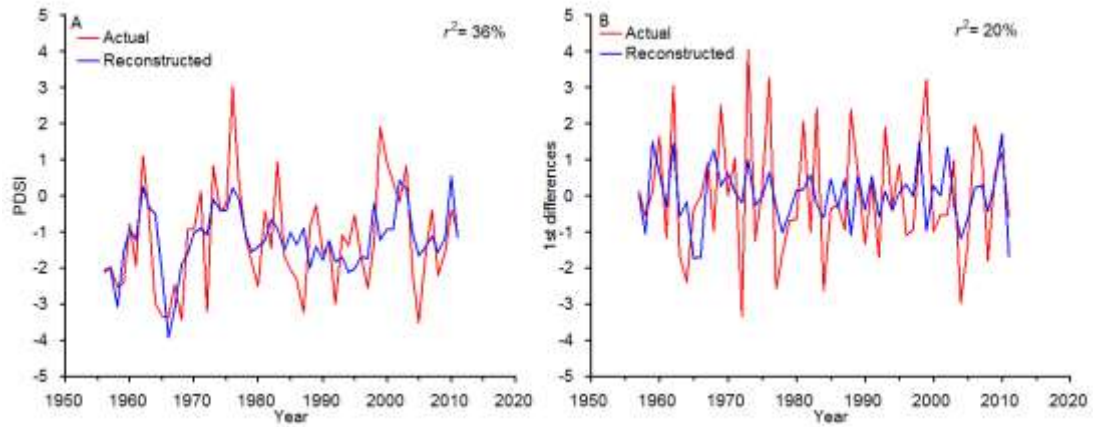 A
Actual
Reconstructed
r²= 36%
5
4
3
2
1
0
-1
-2
-3
-4
-5
PDSI
1950 1960 1970 1980 1990 2000 2010 2020
Year
B
Actual
Reconstructed
r²= 20%
5
4
3
2
1
0
-1
-2
-3
-4
-5
1st differences
1950 1960 1970 1980 1990 2000 2010 2020
Year